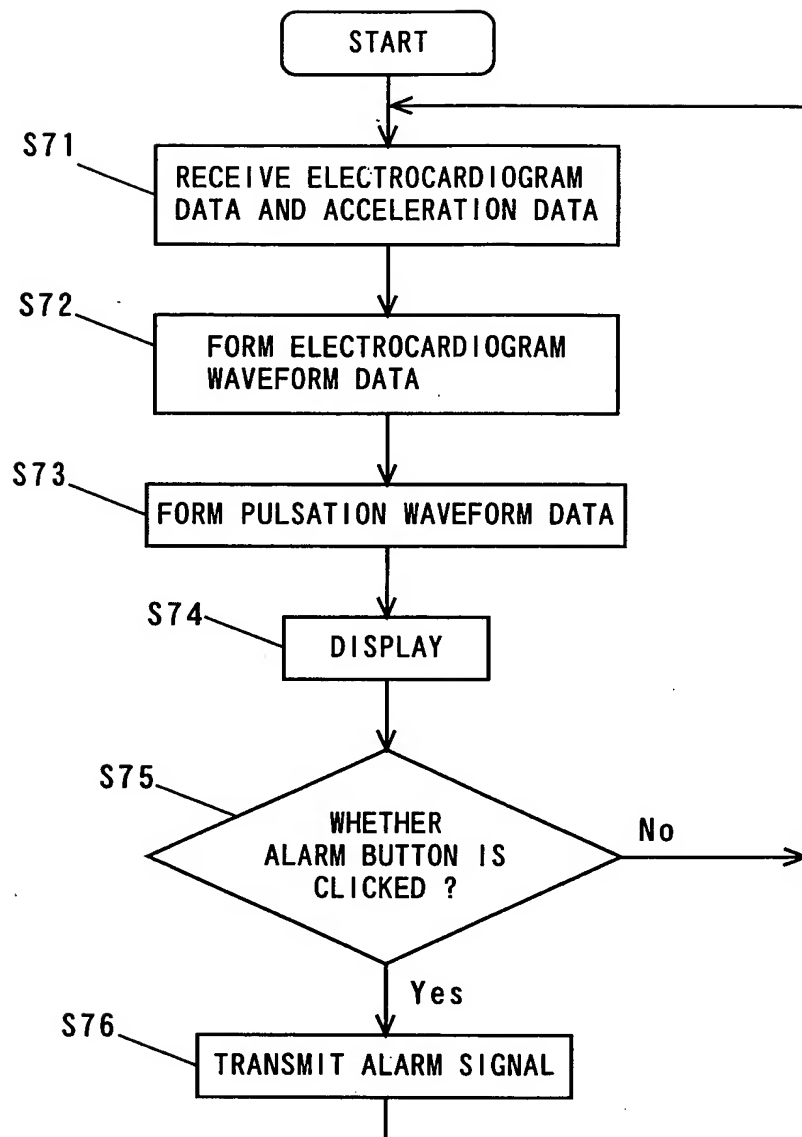 START
S71
RECEIVE ELECTROCARDIOGRAM
DATA AND ACCELERATION DATA
S72
FORM ELECTROCARDIOGRAM
WAVEFORM DATA
S73
FORM PULSATION WAVEFORM DATA
S74
DISPLAY
S75
WHETHER
ALARM BUTTON IS
CLICKED ?
No
Yes
S76
TRANSMIT ALARM SIGNAL